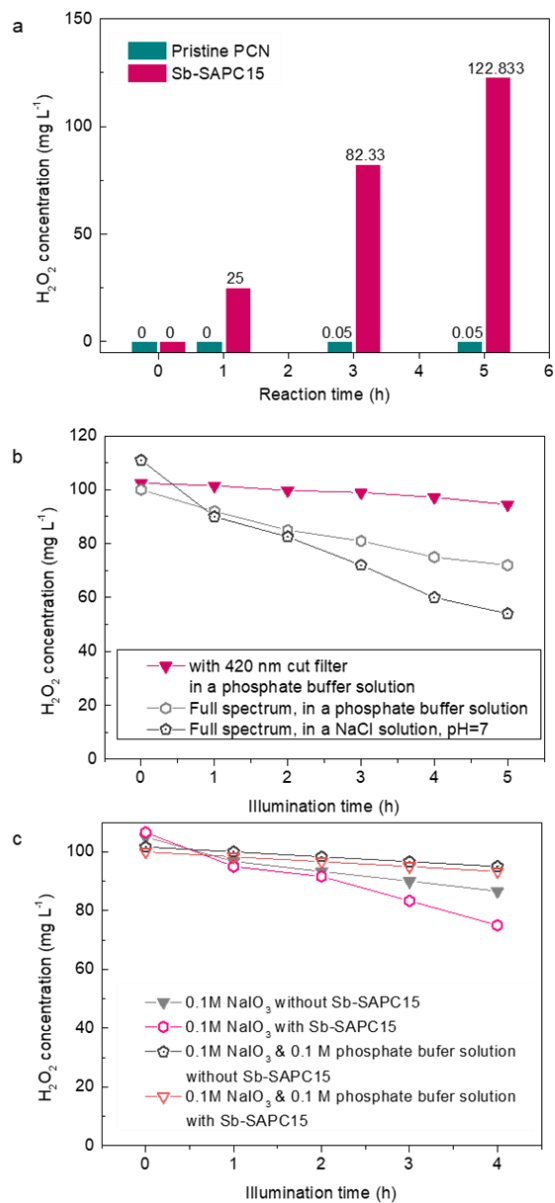 a
Pristine PCN
Sb-SAPC15
H₂O₂ concentration (mg L⁻¹)
150
100
50
0
0 0 0 25 0.05 82.33 0.05 122.833
0 1 2 3 4 5 6
Reaction time (h)
b
H₂O₂ concentration (mg L⁻¹)
120
100
80
60
40
20
0
with 420 nm cut filter
in a phosphate buffer solution
Full spectrum, in a phosphate buffer solution
Full spectrum, in a NaCl solution, pH=7
0 1 2 3 4 5
Illumination time (h)
c
H₂O₂ concentration (mg L⁻¹)
100
80
60
40
20
0
0.1M NaIO₃ without Sb-SAPC15
0.1M NaIO₃ with Sb-SAPC15
0.1M NaIO₃ & 0.1 M phosphate bufer solution
without Sb-SAPC15
0.1M NaIO₃ & 0.1 M phosphate bufer solution
with Sb-SAPC15
0 1 2 3 4
Illumination time (h)